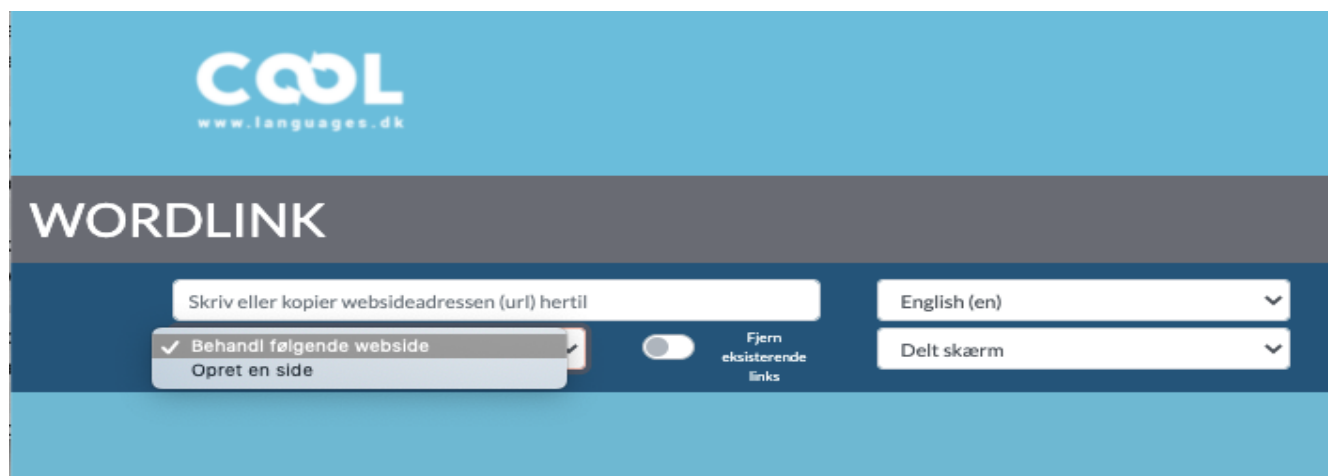 COOL
www.languages.dk
WORDLINK
Skriv eller kopier websideadressen (url) hertil
English (en)
Behandl følgende webside
Opret en side
Fjern
eksisterende
links
Delt skærm